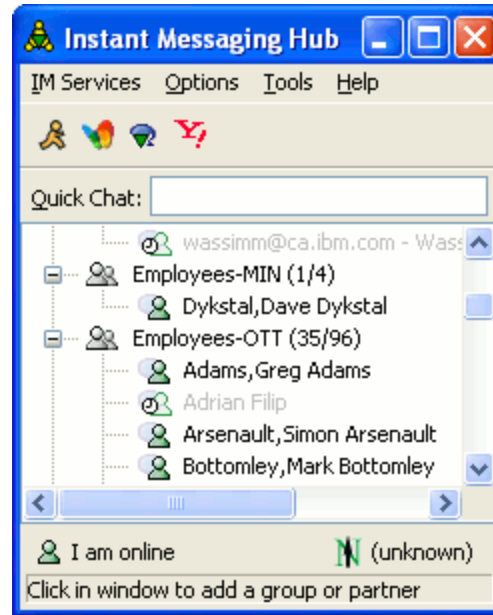 Instant Messaging Hub
IM Services Options Tools Help
Y!
Quick Chat:
wassimm@ca.ibm.com - Wass
Employees-MIN (1/4)
Dykstal,Dave Dykstal
Employees-OTT (35/96)
Adams,Greg Adams
Adrian Filip
Arsenault,Simon Arsenault
Bottomley,Mark Bottomley
I am online (unknown)
Click in window to add a group or partner